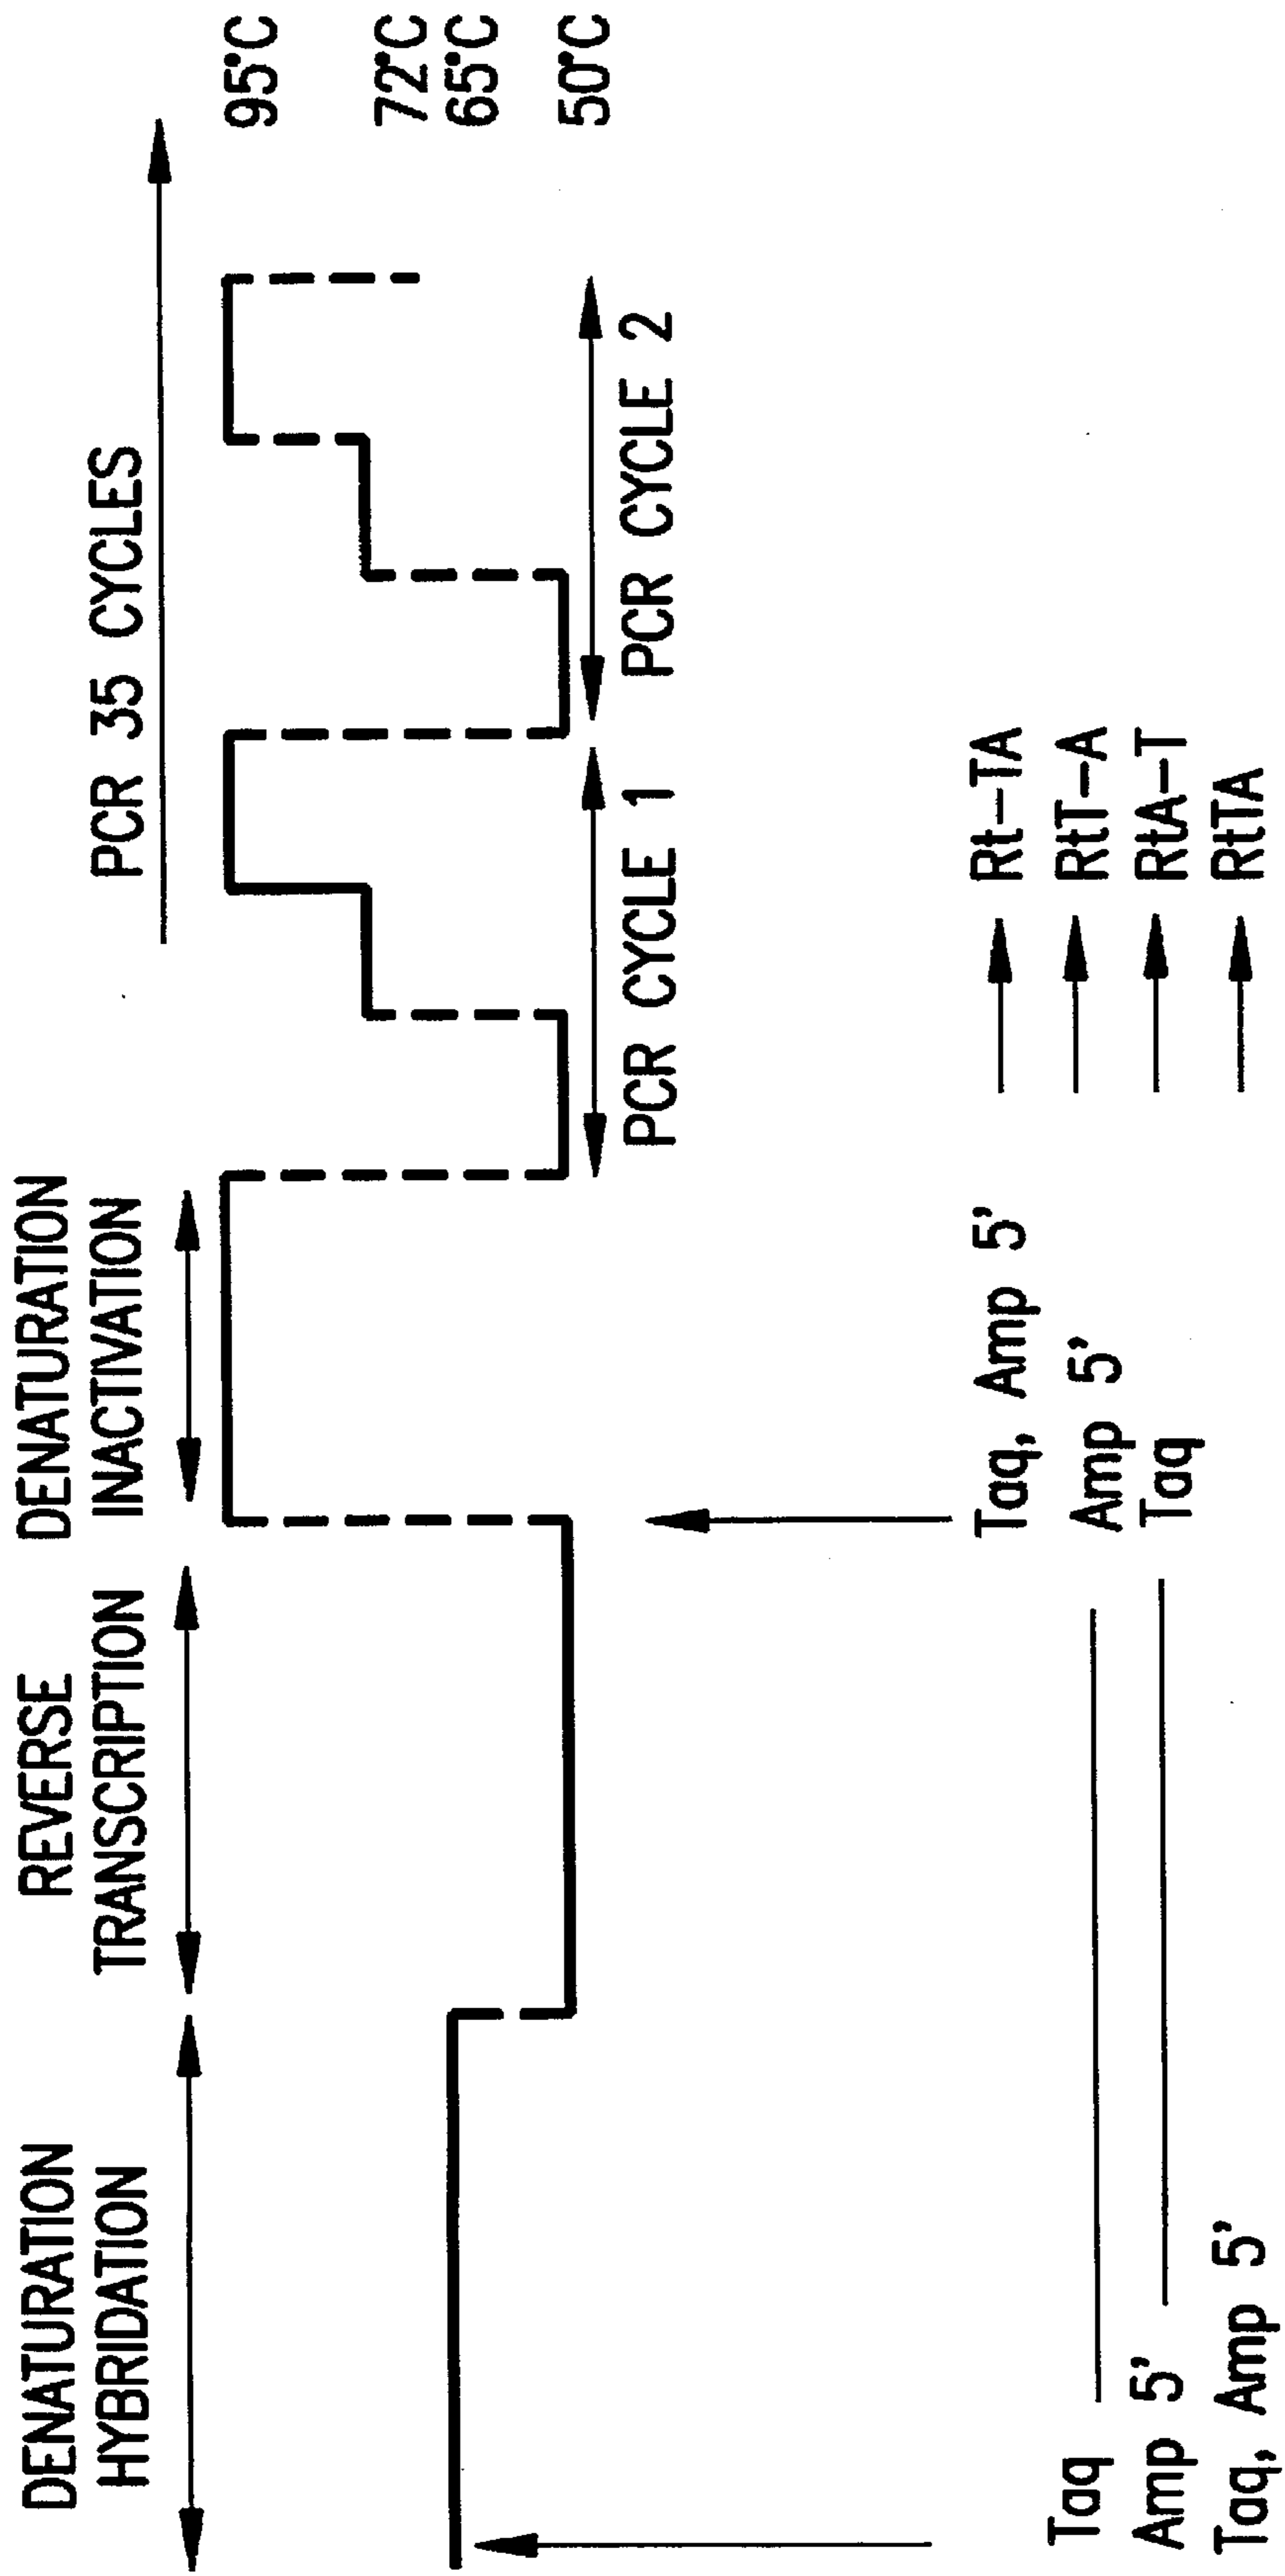 DENATURATION
HYBRIDATION
REVERSE
TRANSCRIPTION
DENATURATION
INACTIVATION
PCR 35 CYCLES
95°C
72°C
65°C
50°C
PCR CYCLE 1
PCR CYCLE 2
Taq, Amp 5' Rt-TA
Taq Amp 5' RtT-A
Amp 5' Taq RtA-T
Taq, Amp 5' RtTA